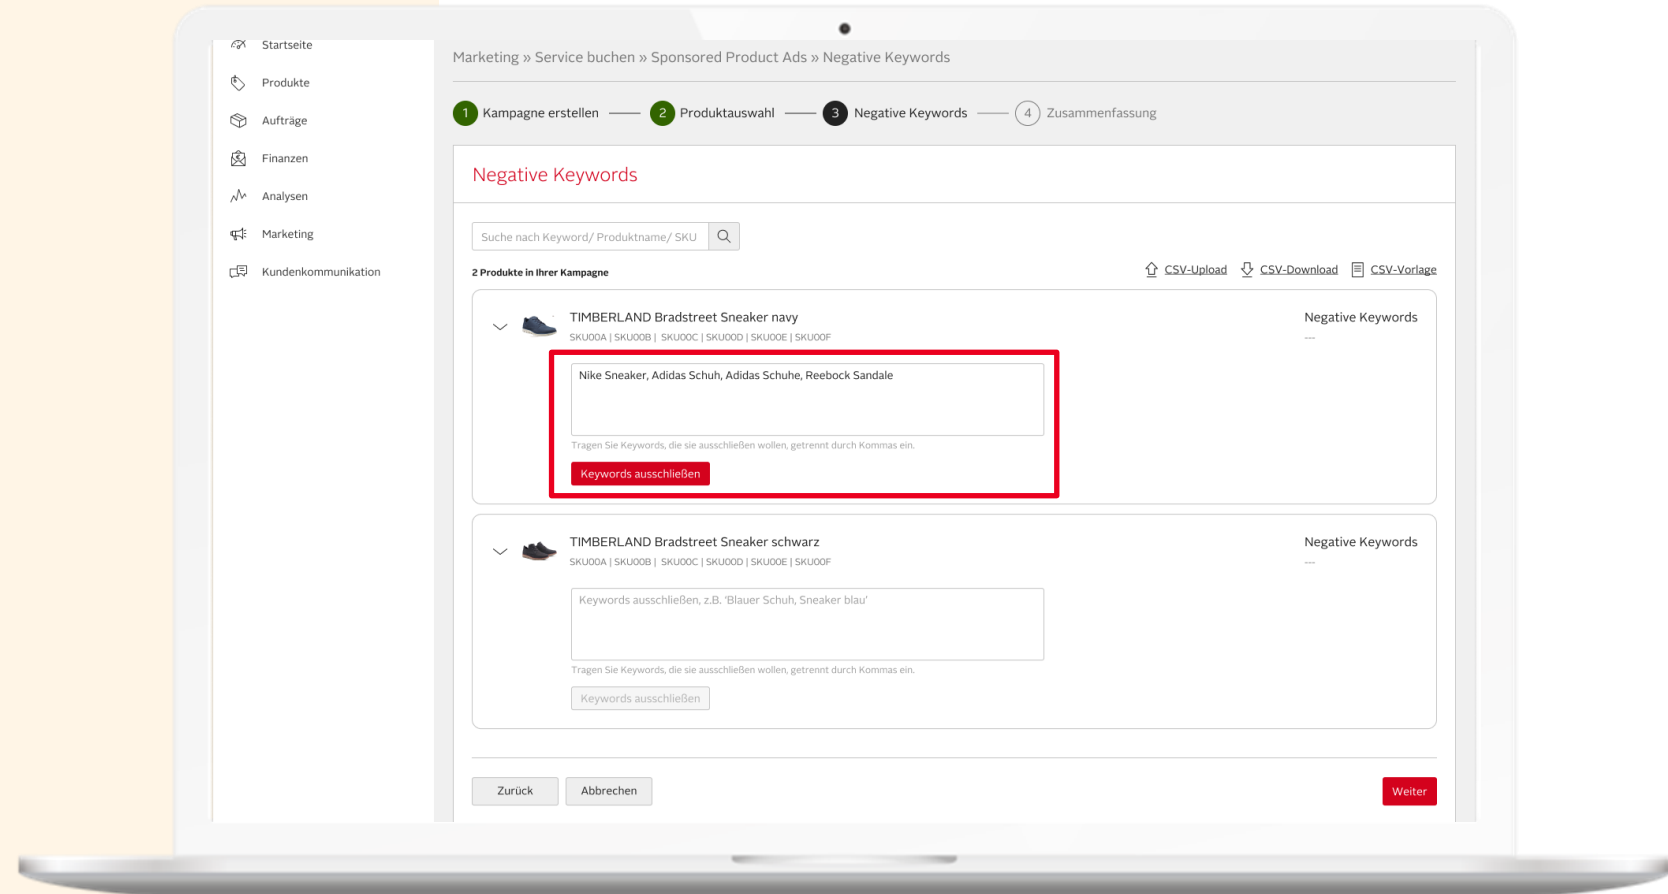 Startseite
Produkte
Aufträge
Finanzen
Analysen
Marketing
Kundenkommunikation
Marketing » Service buchen » Sponsored Product Ads » Negative Keywords
1 Kampagne erstellen 2 Produktauswahl 3 Negative Keywords 4 Zusammenfassung
Negative Keywords
Suche nach Keyword/ Produktname/ SKU
2 Produkte in Ihrer Kampagne CSV-Upload CSV-Download CSV-Vorlage
TIMBERLAND Bradstreet Sneaker navy Negative Keywords
SKU00A | SKU00B | SKU00C | SKU00D | SKU00E | SKU00F ---
Nike Sneaker, Adidas Schuh, Adidas Schuhe, Reebock Sandale
Tragen Sie Keywords, die sie ausschließen wollen, getrennt durch Kommas ein.
Keywords ausschließen
TIMBERLAND Bradstreet Sneaker schwarz Negative Keywords
SKU00A | SKU00B | SKU00C | SKU00D | SKU00E | SKU00F ---
Keywords ausschließen, z.B. 'Blauer Schuh, Sneaker blau'
Tragen Sie Keywords, die sie ausschließen wollen, getrennt durch Kommas ein.
Keywords ausschließen
Zurück Abbrechen Weiter